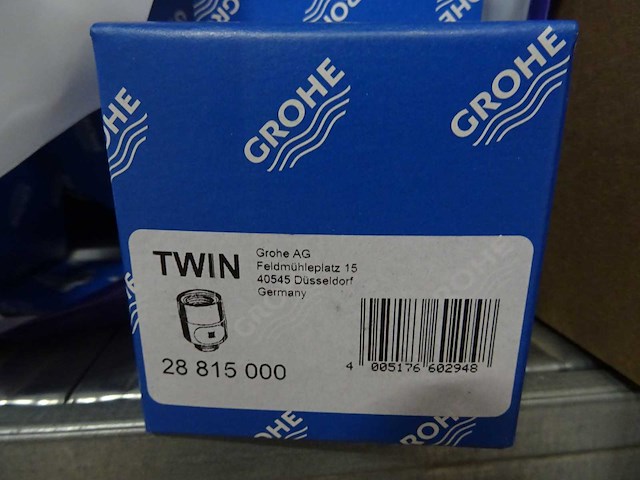 GROHE
GROHE
GROHE
TWIN
Grohe AG
Feldmühleplatz 15
40545 Düsseldorf
Germany
28 815 000
4 005176 602948
GROHE
GROHE